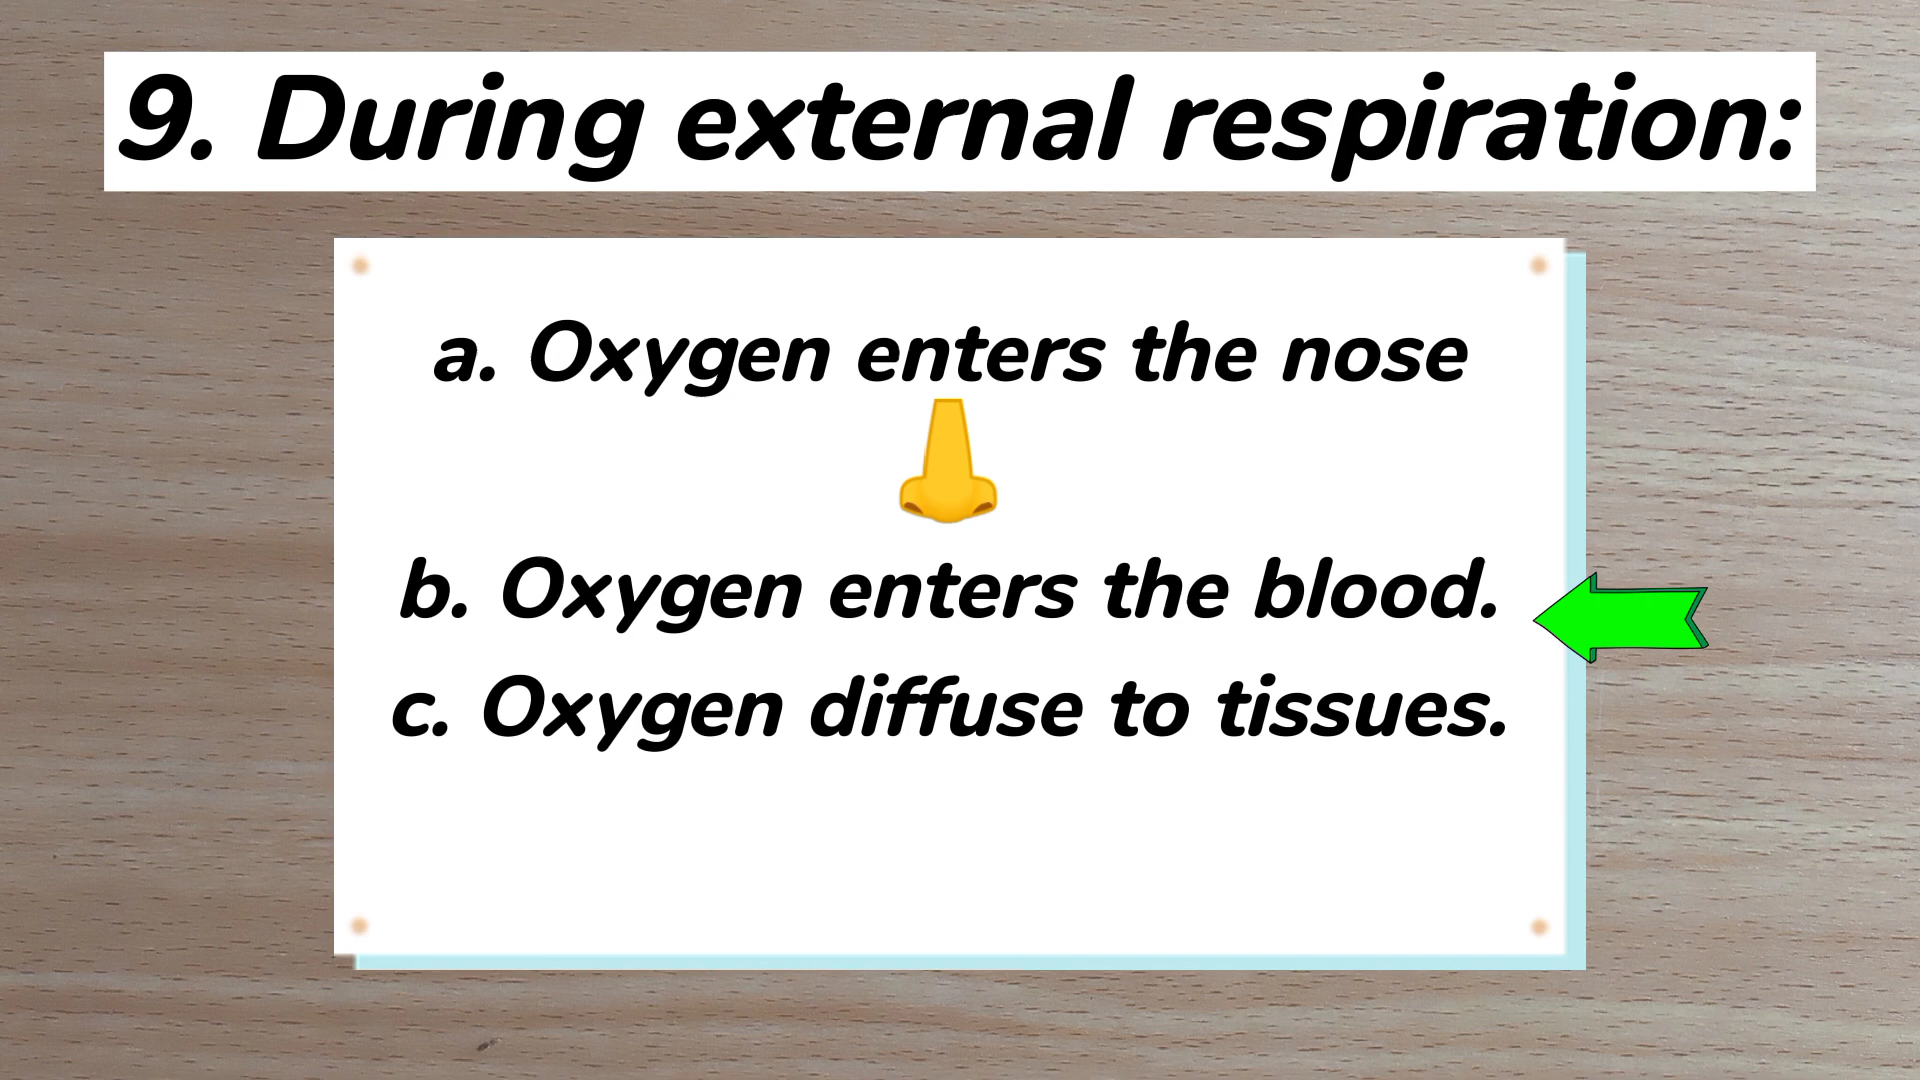 9. During external respiration:
a. Oxygen enters the nose
b. Oxygen enters the blood.
c. Oxygen diffuse to tissues.